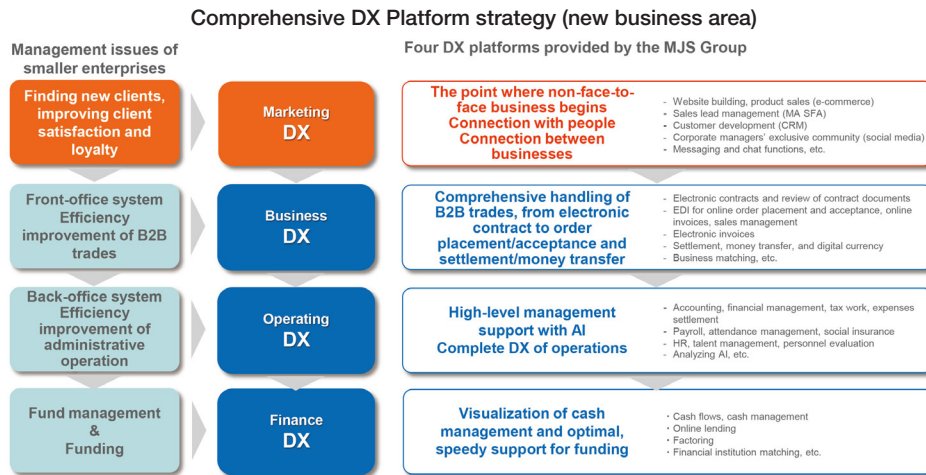 Comprehensive DX Platform strategy (new business area)
Management issues of
smaller enterprises
Four DX platforms provided by the MJS Group
Finding new clients,
improving client
satisfaction and
loyalty
Marketing
DX
The point where non-face-to-
face business begins
Connection with people
Connection between
businesses
- Website building, product sales (e-commerce)
- Sales lead management (MA SFA)
- Customer development (CRM)
- Corporate managers' exclusive community (social media)
- Messaging and chat functions, etc.
Front-office system
Efficiency
improvement of B2B
trades
Business
DX
Comprehensive handling of
B2B trades, from electronic
contract to order
placement/acceptance and
settlement/money transfer
- Electronic contracts and review of contract documents
- EDI for online order placement and acceptance, online
invoices, sales management
- Electronic invoices
- Settlement, money transfer, and digital currency
- Business matching, etc.
Back-office system
Efficiency
improvement of
administrative
operation
Operating
DX
High-level management
support with AI
Complete DX of operations
- Accounting, financial management, tax work, expenses
settlement
- Payroll, attendance management, social insurance
- HR, talent management, personnel evaluation
- Analyzing AI, etc.
Fund management
&
Funding
Finance
DX
Visualization of cash
management and optimal,
speedy support for funding
・Cash flows, cash management
・Online lending
・Factoring
・Financial institution matching, etc.